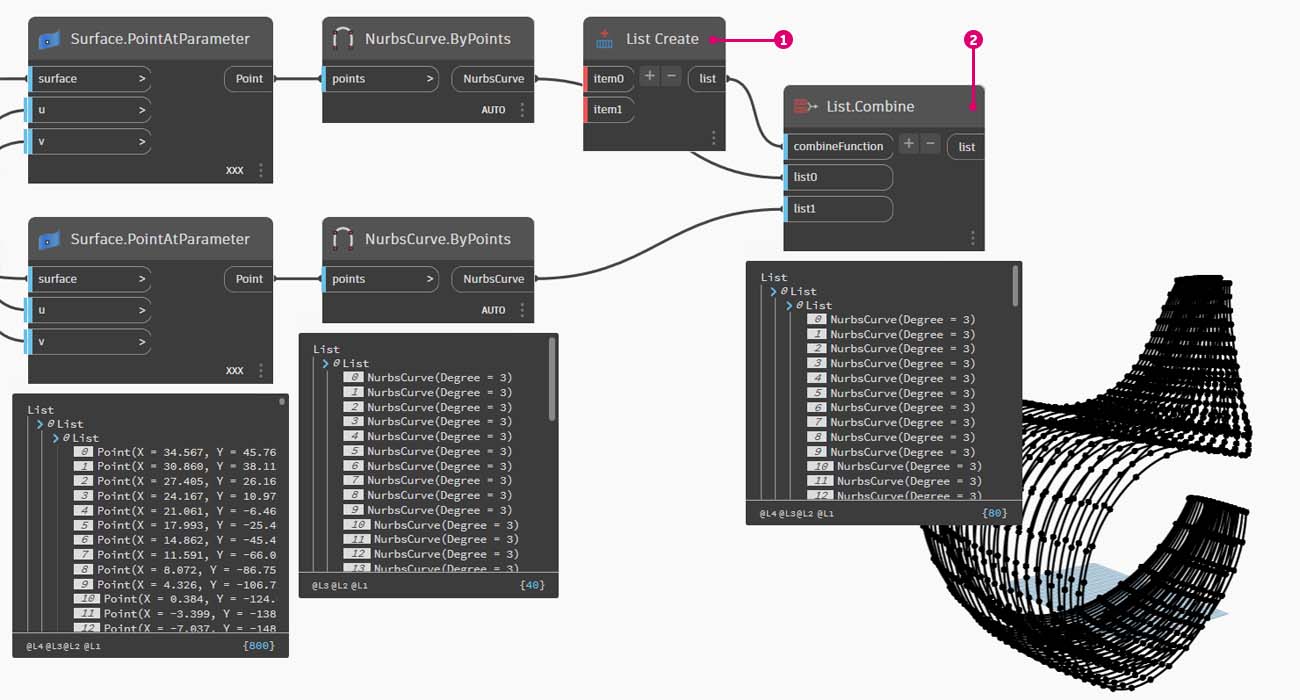 Surface.PointAtParameter
surface >
Point
u >
v >
XXX
NurbsCurve.ByPoints
points >
NurbsCurve
AUTO
List Create
item0
+ −
list
item1
1
2
List.Combine
combineFunction
+ −
list
list0
list1
Surface.PointAtParameter
surface >
Point
u >
v >
XXX
NurbsCurve.ByPoints
points >
NurbsCurve
AUTO
List
0 List
0 List
0 Point(X = 34.567, Y = 45.76
1 Point(X = 30.860, Y = 38.11
2 Point(X = 27.405, Y = 26.16
3 Point(X = 24.167, Y = 10.97
4 Point(X = 21.061, Y = -6.46
5 Point(X = 17.993, Y = -25.4
6 Point(X = 14.862, Y = -45.4
7 Point(X = 11.591, Y = -66.0
8 Point(X = 8.072, Y = -86.75
9 Point(X = 4.326, Y = -106.7
10 Point(X = 0.384, Y = -124.
11 Point(X = -3.399, Y = -138
12 Point(X = -7.037, Y = -148
@L4 @L3 @L2 @L1
{800}
List
0 List
0 NurbsCurve(Degree = 3)
1 NurbsCurve(Degree = 3)
2 NurbsCurve(Degree = 3)
3 NurbsCurve(Degree = 3)
4 NurbsCurve(Degree = 3)
5 NurbsCurve(Degree = 3)
6 NurbsCurve(Degree = 3)
7 NurbsCurve(Degree = 3)
8 NurbsCurve(Degree = 3)
9 NurbsCurve(Degree = 3)
10 NurbsCurve(Degree = 3)
11 NurbsCurve(Degree = 3)
12 NurbsCurve(Degree = 3)
13 NurbsCurve(Degree = 3)
@L3 @L2 @L1
{40}
List
0 List
0 List
0 NurbsCurve(Degree = 3)
1 NurbsCurve(Degree = 3)
2 NurbsCurve(Degree = 3)
3 NurbsCurve(Degree = 3)
4 NurbsCurve(Degree = 3)
5 NurbsCurve(Degree = 3)
6 NurbsCurve(Degree = 3)
7 NurbsCurve(Degree = 3)
8 NurbsCurve(Degree = 3)
9 NurbsCurve(Degree = 3)
10 NurbsCurve(Degree = 3)
11 NurbsCurve(Degree = 3)
12 NurbsCurve(Degree = 3)
@L4 @L3 @L2 @L1
{80}